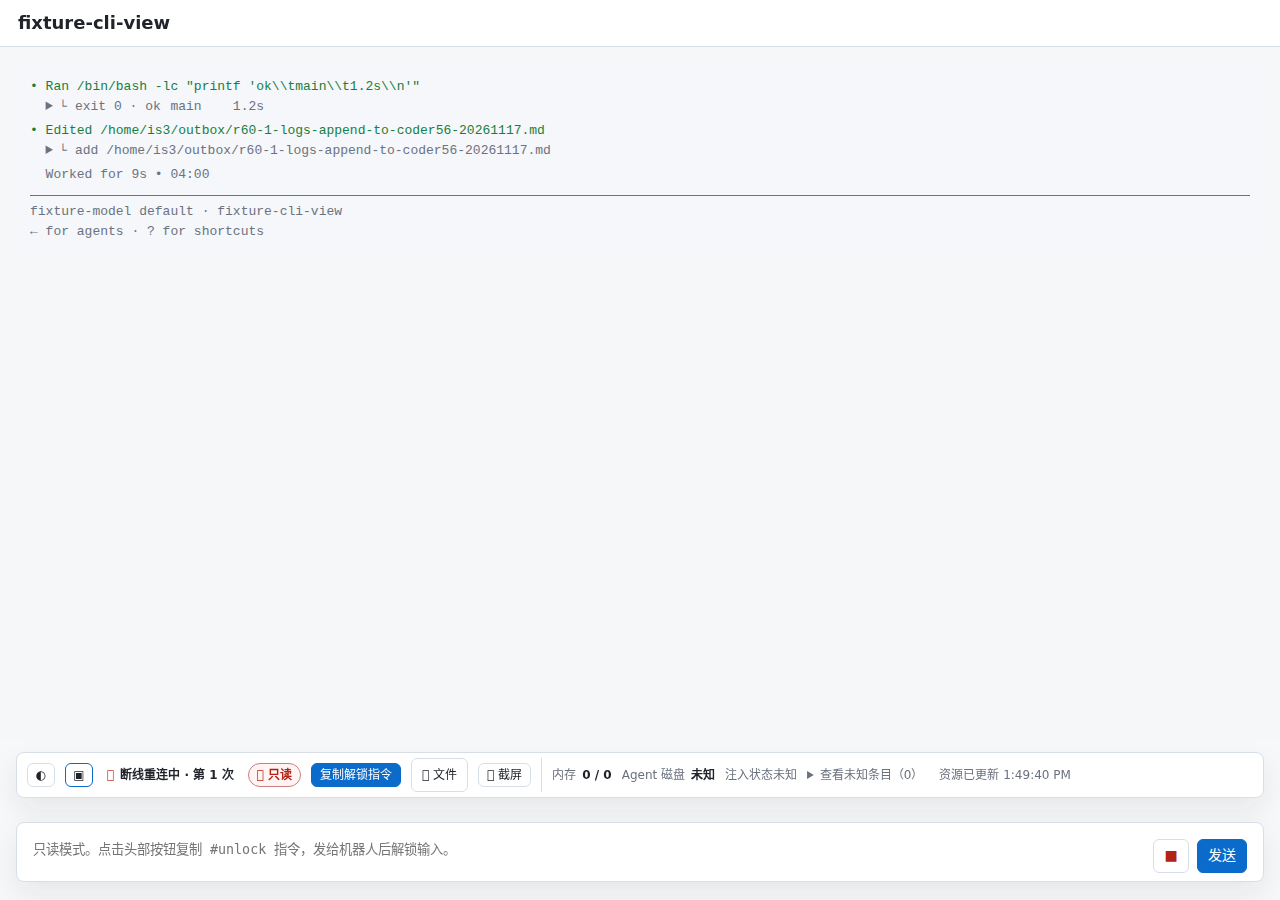 fixture-cli-view
• Ran /bin/bash -lc "printf 'ok\\tmain\\t1.2s\\n'"
▶ └ exit 0 · ok main    1.2s
• Edited /home/is3/outbox/r60-1-logs-append-to-coder56-20261117.md
▶ └ add /home/is3/outbox/r60-1-logs-append-to-coder56-20261117.md
Worked for 9s • 04:00
fixture-model default · fixture-cli-view
← for agents · ? for shortcuts
断线重连中 · 第 1 次 只读 复制解锁指令 文件 截屏 内存 0 / 0 Agent 磁盘 未知 注入状态未知 ▶ 查看未知条目（0） 资源已更新 1:49:40 PM
只读模式。点击头部按钮复制 #unlock 指令，发给机器人后解锁输入。
发送